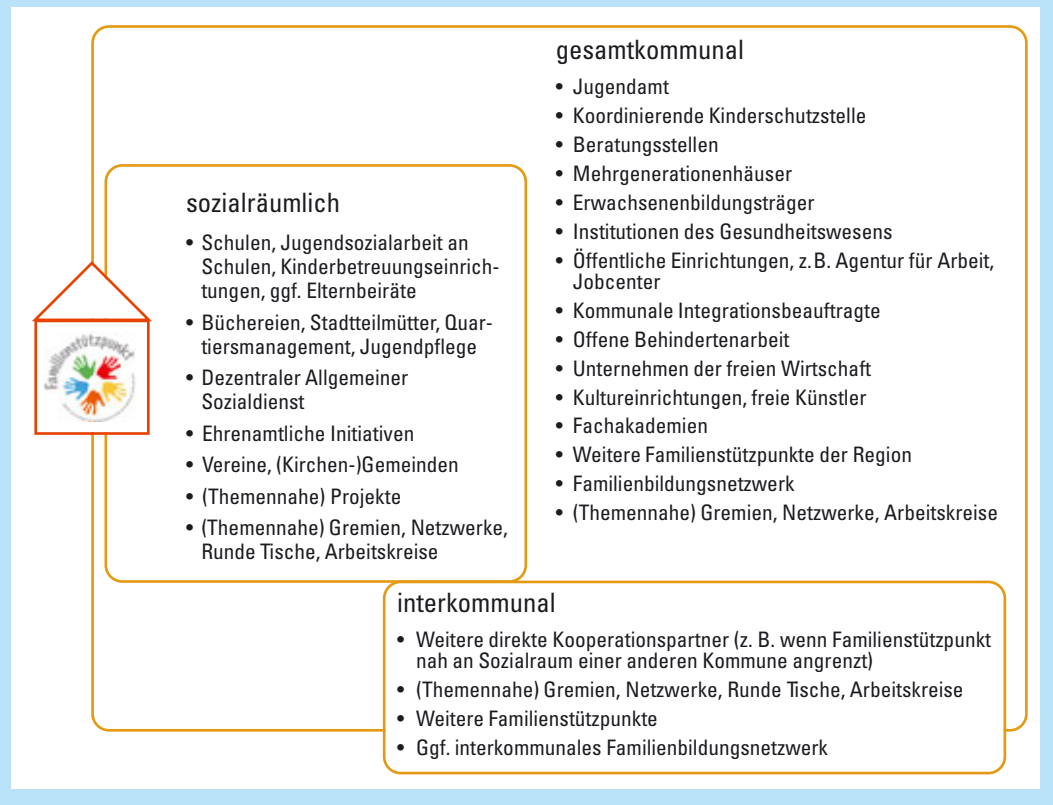 gesamtkommunal
• Jugendamt
• Koordinierende Kinderschutzstelle
• Beratungsstellen
• Mehrgenerationenhäuser
• Erwachsenenbildungsträger
• Institutionen des Gesundheitswesens
• Öffentliche Einrichtungen, z.B. Agentur für Arbeit,
Jobcenter
• Kommunale Integrationsbeauftragte
• Offene Behindertenarbeit
• Unternehmen der freien Wirtschaft
• Kultureinrichtungen, freie Künstler
• Fachakademien
• Weitere Familienstützpunkte der Region
• Familienbildungsnetzwerk
• (Themennahe) Gremien, Netzwerke, Arbeitskreise
sozialräumlich
• Schulen, Jugendsozialarbeit an
Schulen, Kinderbetreuungseinrich-
tungen, ggf. Elternbeiräte
• Büchereien, Stadtteilmütter, Quar-
tiersmanagement, Jugendpflege
• Dezentraler Allgemeiner
Sozialdienst
• Ehrenamtliche Initiativen
• Vereine, (Kirchen-)Gemeinden
• (Themennahe) Projekte
• (Themennahe) Gremien, Netzwerke,
Runde Tische, Arbeitskreise
Familienstützpunkt
interkommunal
• Weitere direkte Kooperationspartner (z. B. wenn Familienstützpunkt
nah an Sozialraum einer anderen Kommune angrenzt)
• (Themennahe) Gremien, Netzwerke, Runde Tische, Arbeitskreise
• Weitere Familienstützpunkte
• Ggf. interkommunales Familienbildungsnetzwerk